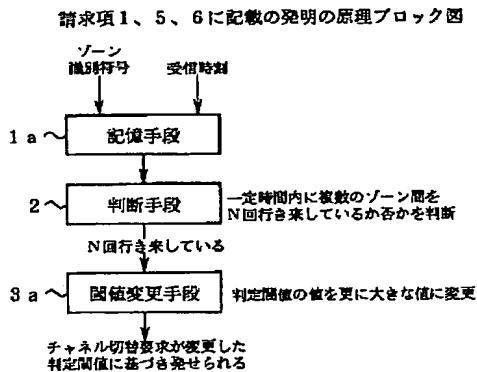 請求項1、5、6に記載の発明の原理ブロック図
ゾーン
識別符号
受信時刻
1a
記憶手段
2
判断手段
一定時間内に複数のゾーン間を
N回行き来しているか否かを判断
N回行き来している
3a
閾値変更手段
判定閾値の値を更に大きな値に変更
チャネル切替要求が変更した
判定閾値に基づき発せられる